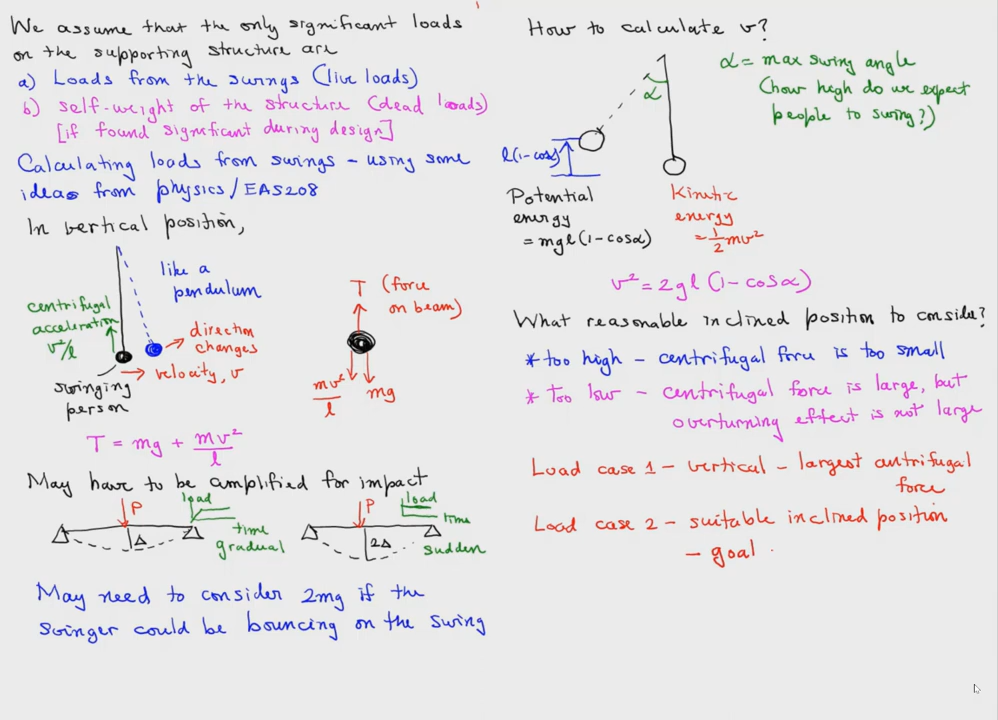 We assume that the only significant loads
on the supporting structure are
a) Loads from the swings (live loads)
b) self-weight of the structure (dead loads)
[if found significant during design]
Calculating loads from swings - using some
ideas from physics/EAS208
In vertical position,
like a
pendulum
centrifugal
acceleration
v²/l
direction
changes
velocity, v
swinging
person
T (force
on beam)
mv²/l
mg
T = mg + mv²/l
May have to be amplified for impact
P
load
Δ
time
gradual
P
load
time
2Δ
sudden
May need to consider 2mg if the
swinger could be bouncing on the swing
How to calculate v?
α = max swing angle
(how high do we expect
people to swing?)
α
l(1-cosα)
Potential
energy
= mgl(1-cosα)
Kinetic
energy
= 1/2 mv²
v² = 2gl (1-cosα)
What reasonable inclined position to consider?
* too high - centrifugal force is too small
* Too low - centrifugal force is large, but
overturning effect is not large
Load case 1 - vertical - largest centrifugal
force
Load case 2 - suitable inclined position
- goal